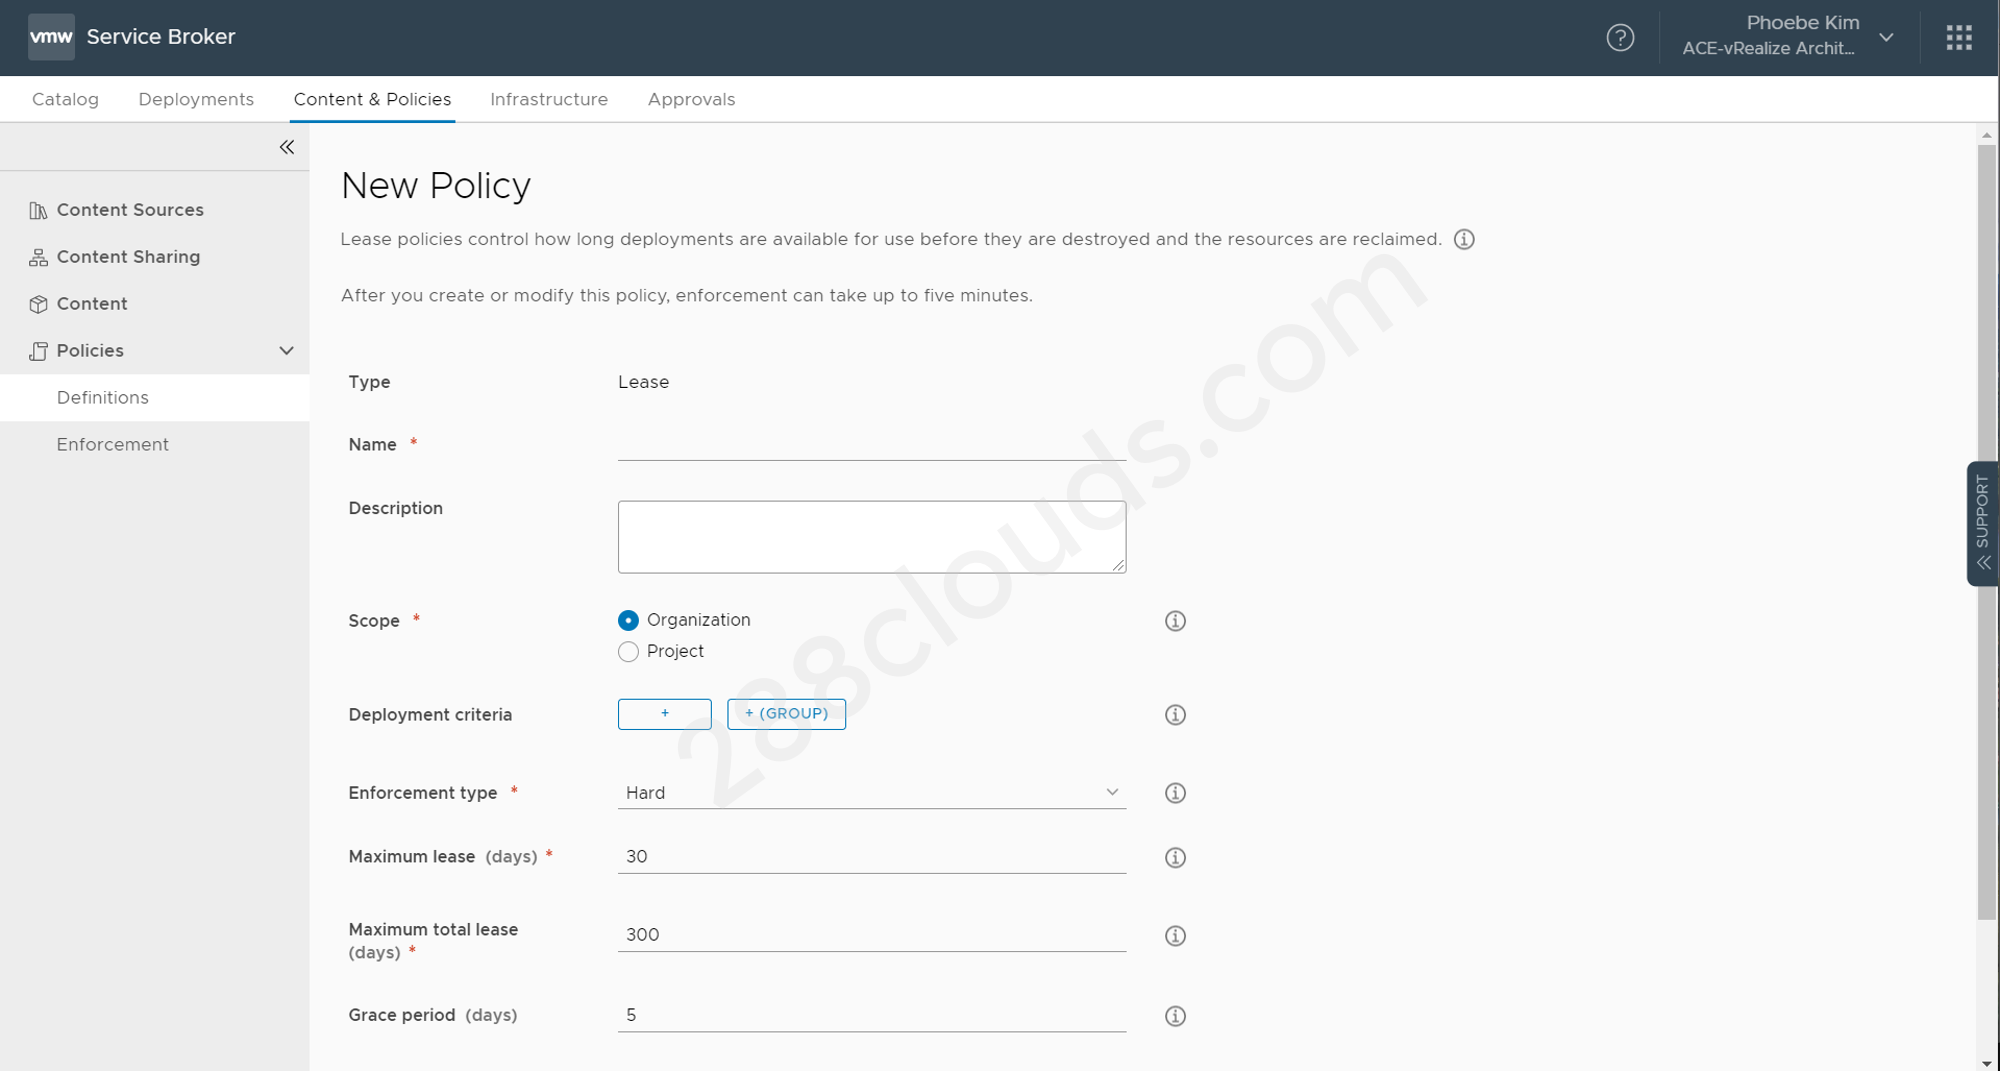 vmw Service Broker
Phoebe Kim
ACE-vRealize Archit...
Catalog Deployments Content & Policies Infrastructure Approvals
Content Sources
Content Sharing
Content
Policies
Definitions
Enforcement
New Policy
Lease policies control how long deployments are available for use before they are destroyed and the resources are reclaimed.
After you create or modify this policy, enforcement can take up to five minutes.
Type Lease
Name *
Description
Scope * Organization
Project
Deployment criteria + + (GROUP)
Enforcement type * Hard
Maximum lease (days) * 30
Maximum total lease
(days) * 300
Grace period (days) 5
SUPPORT
288clouds.com